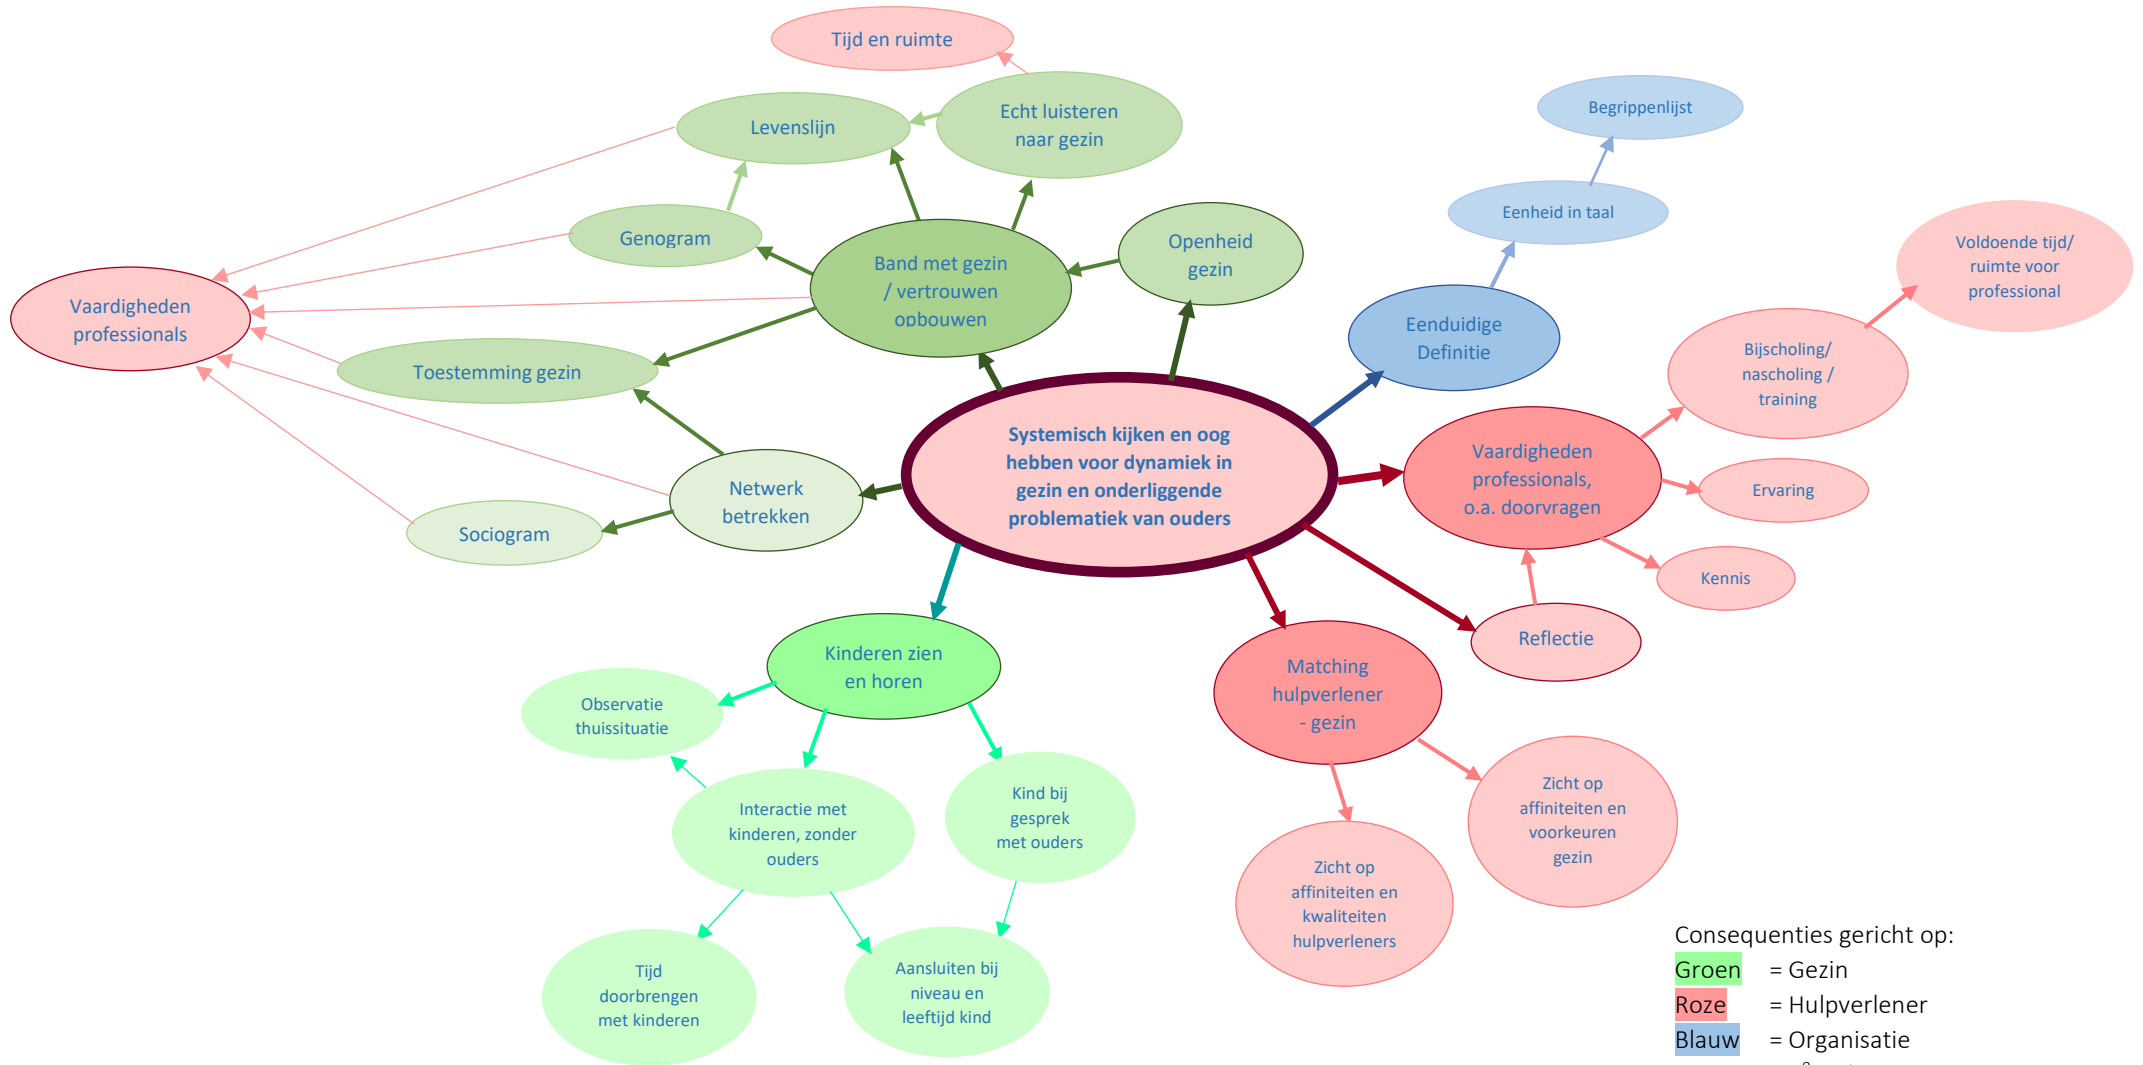 Tijd en ruimte
Levenslijn
Echt luisteren
naar gezin
Begrippenlijst
Eenheid in taal
Genogram
Openheid
gezin
Band met gezin
/ vertrouwen
opbouwen
Vaardigheden
professionals
Voldoende tijd/
ruimte voor
professional
Eenduidige
Definitie
Bijscholing/
nascholing /
training
Toestemming gezin
Systemisch kijken en oog
hebben voor dynamiek in
gezin en onderliggende
problematiek van ouders
Vaardigheden
professionals,
o.a. doorvragen
Ervaring
Netwerk
betrekken
Sociogram
Kennis
Reflectie
Kinderen zien
en horen
Matching
hulpverlener
- gezin
Observatie
thuissituatie
Interactie met
kinderen, zonder
ouders
Kind bij
gesprek
met ouders
Zicht op
affiniteiten en
voorkeuren
gezin
Zicht op
affiniteiten en
kwaliteiten
hulpverleners
Tijd
doorbrengen
met kinderen
Aansluiten bij
niveau en
leeftijd kind
Consequenties gericht op:
Groen = Gezin
Roze = Hulpverlener
Blauw = Organisatie